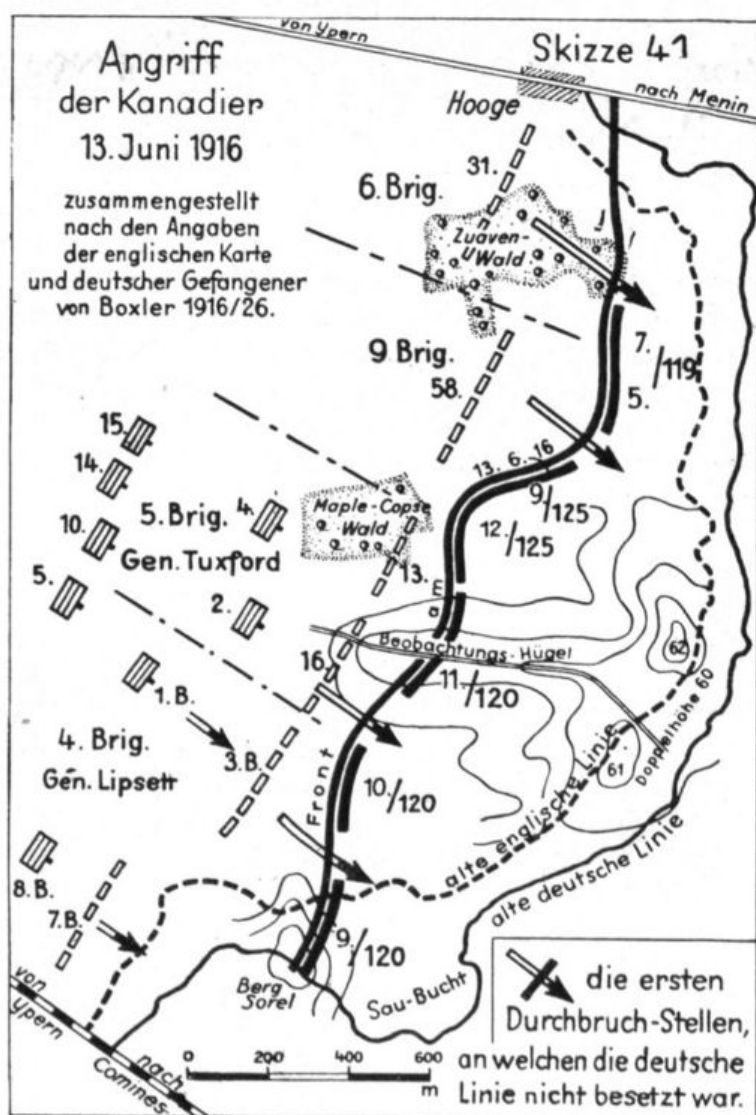 von Ypern
nach Menin
Skizze 41
Angriff
der Kanadier
13. Juni 1916
zusammengestellt
nach den Angaben
der englischen Karte
und deutscher Gefangener
von Boxler 1916/26.
Hooge
31.
6. Brig.
Zuaven-
Wald
9 Brig.
58.
7./119
5.
13. 6. 16
9./125
12./125
15.
14.
10.
5.
5. Brig.
4.
Gen. Tuxford
2.
Maple-Copse
Wald
13.
E
Beobachtungs-Hügel
62
61
Doppelhöhe 60
16.
11./120
1. B.
3. B.
4. Brig.
Gen. Lipsett
Front
10./120
alte englische Linie
alte deutsche Linie
8. B.
7. B.
9./120
Berg
Sorel
Sau-Bucht
von
Ypern
nach
Comines
0 200 400 600
m
die ersten
Durchbruch-Stellen,
an welchen die deutsche
Linie nicht besetzt war.